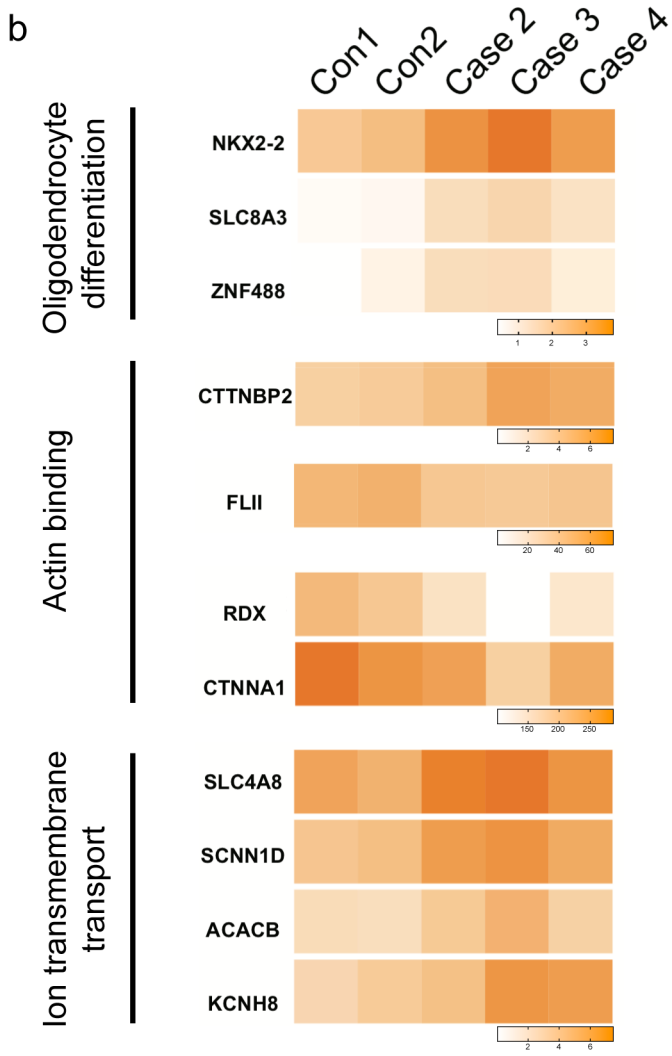 b
Con1 Con2 Case 2 Case 3 Case 4
Oligodendrocyte
differentiation
NKX2-2
SLC8A3
ZNF488
1 2 3
Actin binding
CTTNBP2
2 4 6
FLII
20 40 60
RDX
CTNNA1
150 200 250
Ion transmembrane
transport
SLC4A8
SCNN1D
ACACB
KCNH8
2 4 6